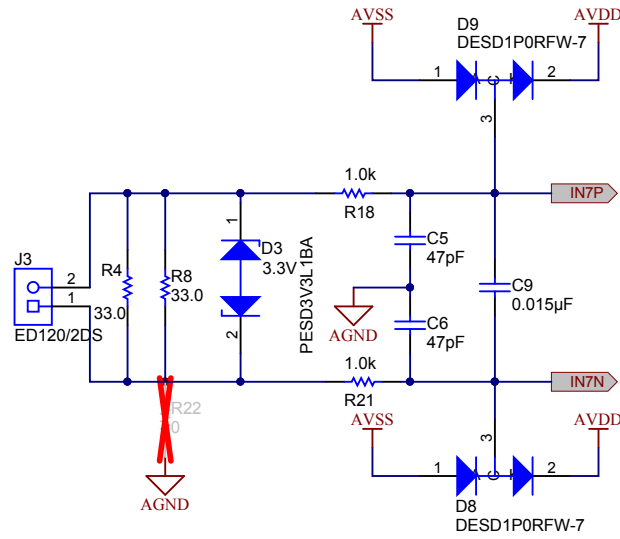 AVSS
D9
DESD1P0RFW-7
AVDD
1
2
A
C
3
1.0k
R18
IN7P
J3
2
1
ED120/2DS
R4
33.0
R8
33.0
1
D3
3.3V
2
PESD3V3L1BA
C5
47pF
AGND
C6
47pF
C9
0.015µF
1.0k
R21
IN7N
R22
0
AGND
AVSS
AVDD
3
1
2
A
C
D8
DESD1P0RFW-7